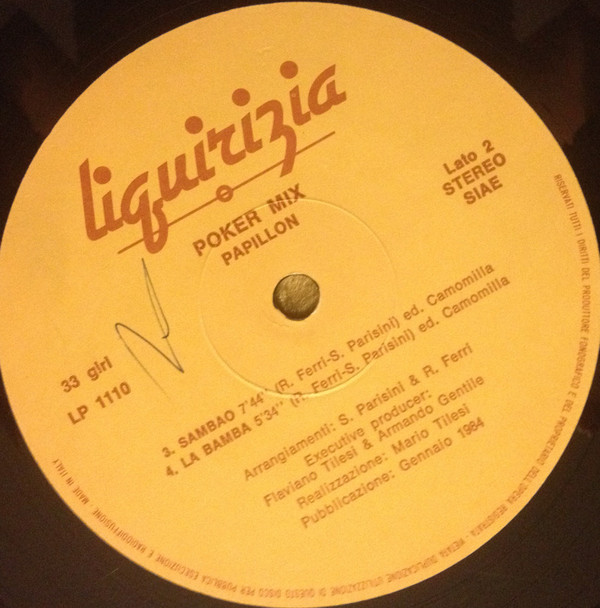 liquirizia
POKER MIX
PAPILLON
Lato 2
STEREO
SIAE
33 giri
LP 1110
3. SAMBAO 7'44'' (R. Ferri-S. Parisini) ed. Camomilla
4. LA BAMBA 5'34'' (R. Ferri-S. Parisini) ed. Camomilla
Arrangiamenti: S. Parisini & R. Ferri
Executive producer:
Flaviano Tilesi & Armando Gentile
Realizzazione: Mario Tilesi
Pubblicazione: Gennaio 1984
RISERVATI TUTTI I DIRITTI DEL PRODUTTORE FONOGRAFICO E DEL PROPRIETARIO DELL'OPERA REGISTRATA - VIETATA DUPLICAZIONE UTILIZZAZIONE DI QUESTO DISCO PER PUBBLICA ESECUZIONE E RADIODIFFUSIONE. MADE IN ITALY